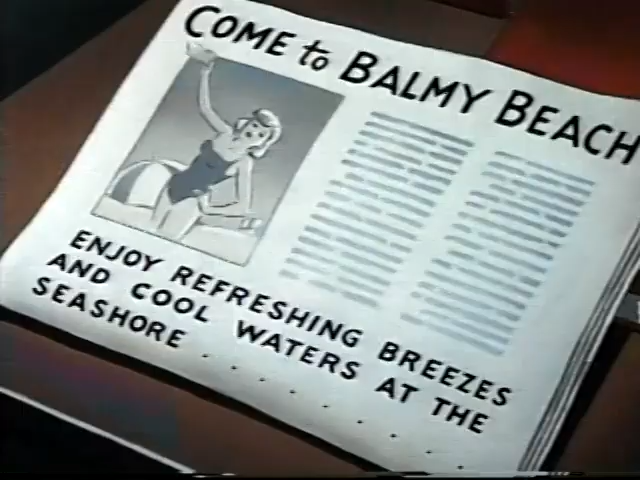 COME to BALMY BEACH
ENJOY REFRESHING BREEZES
AND COOL WATERS AT THE
SEASHORE . . . . . . . .